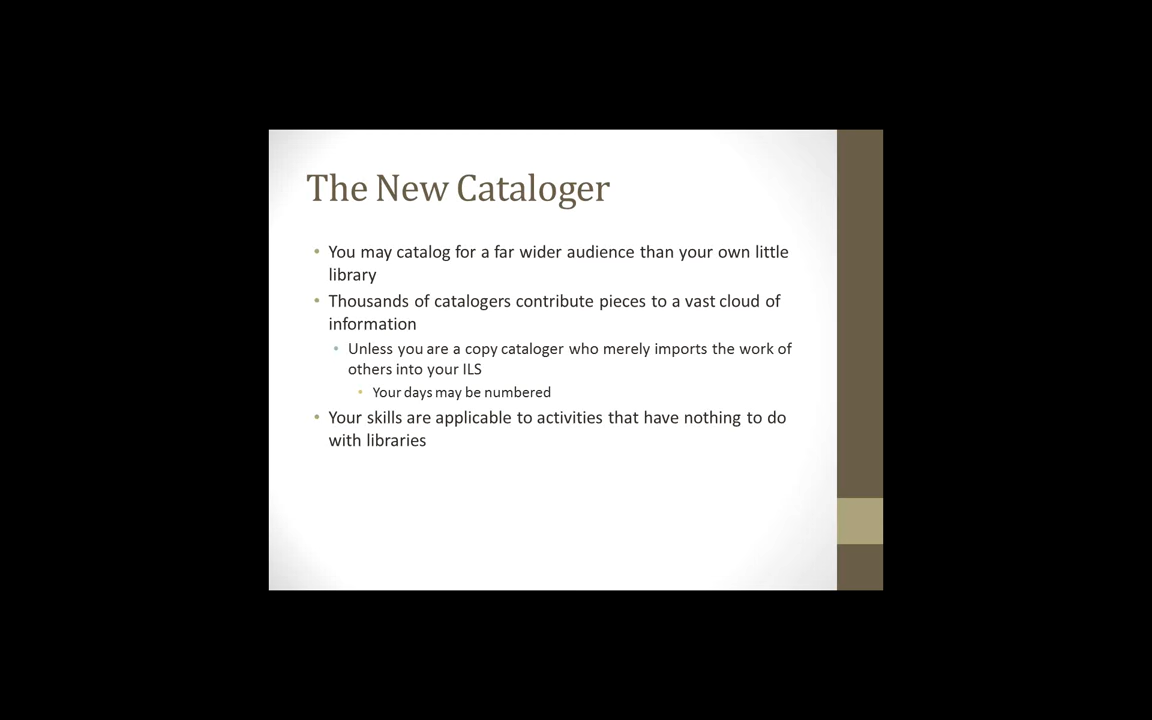 The New Cataloger
• You may catalog for a far wider audience than your own little
library
• Thousands of catalogers contribute pieces to a vast cloud of
information
• Unless you are a copy cataloger who merely imports the work of
others into your ILS
• Your days may be numbered
• Your skills are applicable to activities that have nothing to do
with libraries